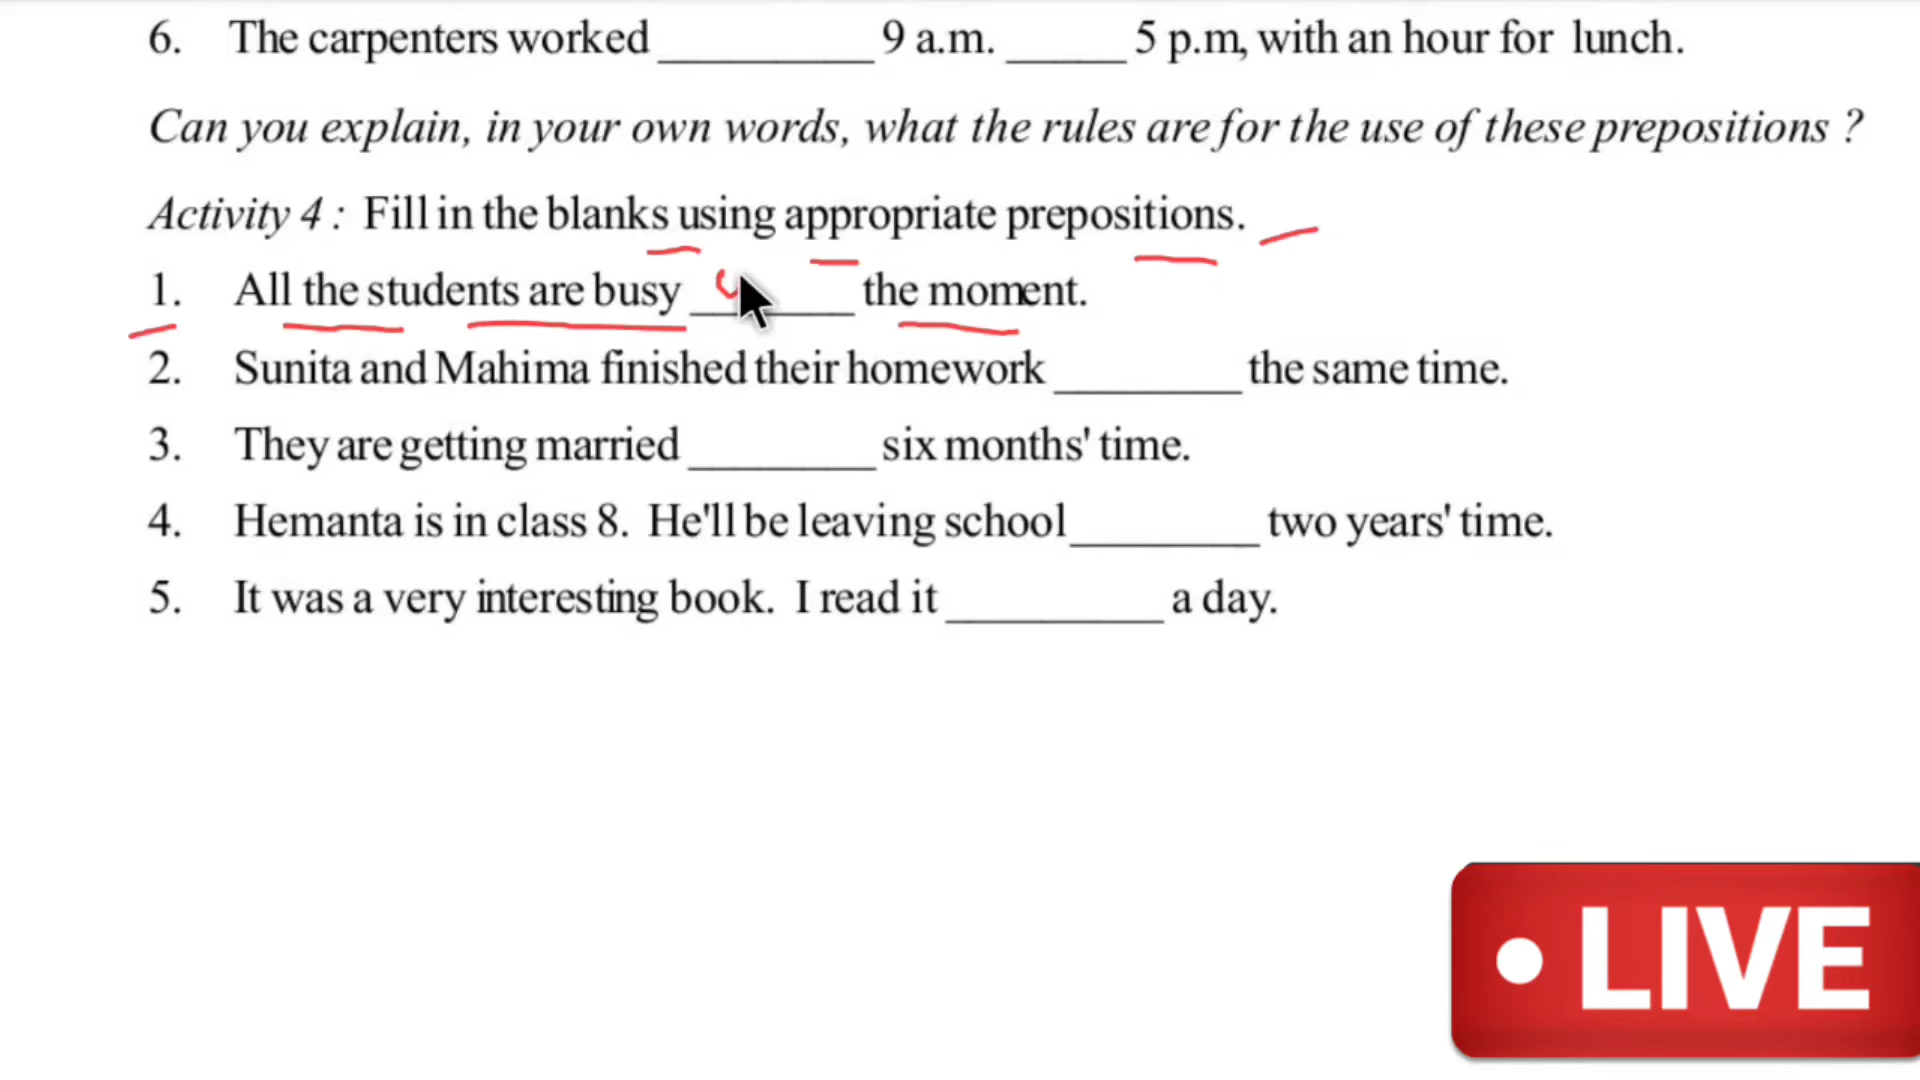 6. The carpenters worked _________ 9 a.m. _____ 5 p.m, with an hour for lunch.
Can you explain, in your own words, what the rules are for the use of these prepositions ?
Activity 4 : Fill in the blanks using appropriate prepositions.
1. All the students are busy _______ the moment.
2. Sunita and Mahima finished their homework ________ the same time.
3. They are getting married ________ six months' time.
4. Hemanta is in class 8. He'll be leaving school ________ two years' time.
5. It was a very interesting book. I read it _________ a day.
• LIVE